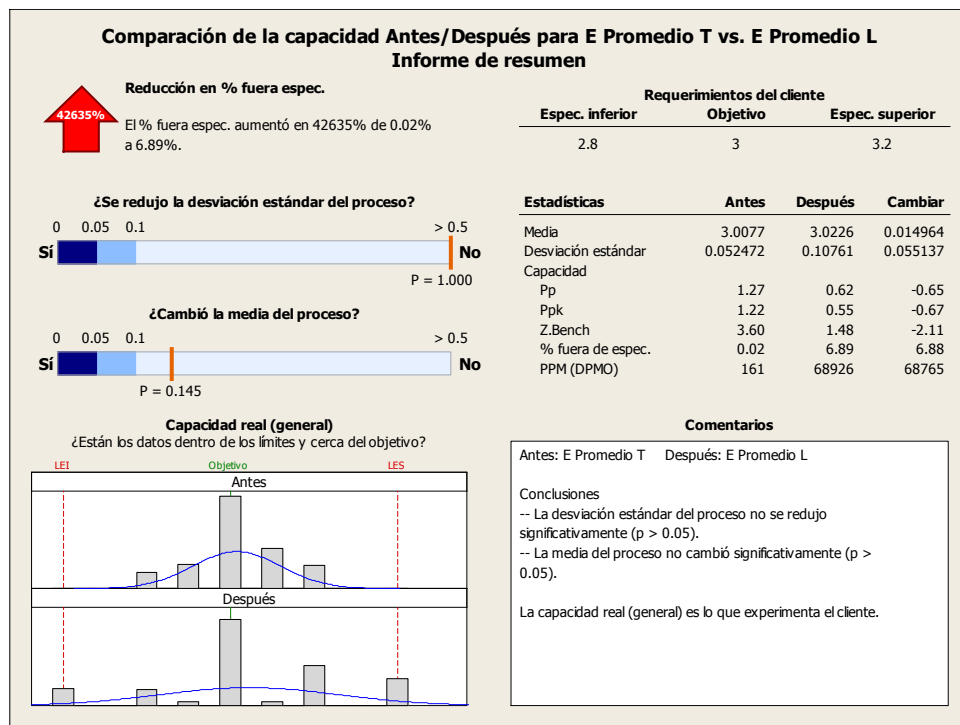 Comparación de la capacidad Antes/Después para E Promedio T vs. E Promedio L
Informe de resumen
Reducción en % fuera espec.
42635%
El % fuera espec. aumentó en 42635% de 0.02%
a 6.89%.
Requerimientos del cliente
Espec. inferior Objetivo Espec. superior
2.8 3 3.2
¿Se redujo la desviación estándar del proceso?
0 0.05 0.1 > 0.5
Sí No
P = 1.000
¿Cambió la media del proceso?
0 0.05 0.1 > 0.5
Sí No
P = 0.145
Estadísticas Antes Después Cambiar
Media 3.0077 3.0226 0.014964
Desviación estándar 0.052472 0.10761 0.055137
Capacidad
Pp 1.27 0.62 -0.65
Ppk 1.22 0.55 -0.67
Z.Bench 3.60 1.48 -2.11
% fuera de espec. 0.02 6.89 6.88
PPM (DPMO) 161 68926 68765
Capacidad real (general)
¿Están los datos dentro de los límites y cerca del objetivo?
LEI Objetivo LES
Antes
Después
Comentarios
Antes: E Promedio T Después: E Promedio L
Conclusiones
-- La desviación estándar del proceso no se redujo
significativamente (p > 0.05).
-- La media del proceso no cambió significativamente (p >
0.05).
La capacidad real (general) es lo que experimenta el cliente.